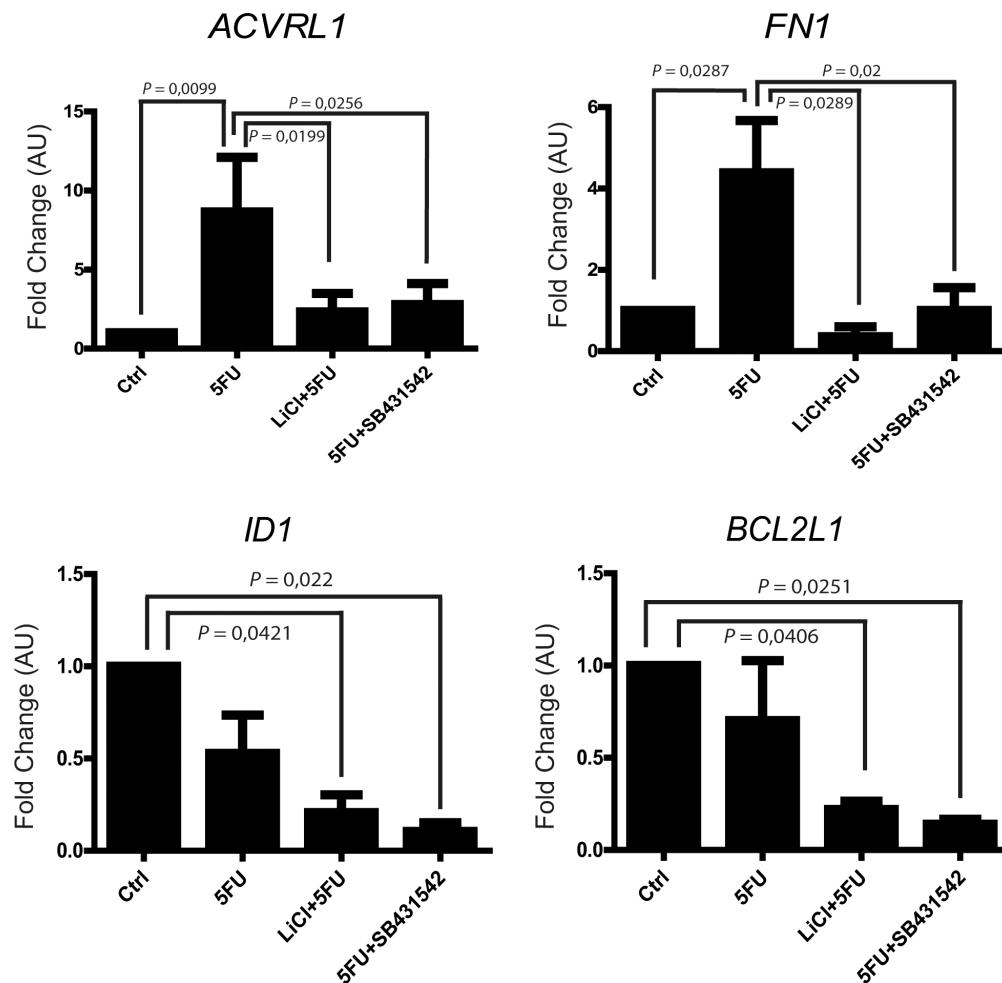 ACVRL1
P = 0,0099
P = 0,0256
P = 0,0199
15
10
5
0
Fold Change (AU)
Ctrl
5FU
LiCl+5FU
5FU+SB431542
FN1
P = 0,0287
P = 0,02
P = 0,0289
6
4
2
0
Fold Change (AU)
Ctrl
5FU
LiCl+5FU
5FU+SB431542
ID1
P = 0,022
P = 0,0421
1.5
1.0
0.5
0.0
Fold Change (AU)
Ctrl
5FU
LiCl+5FU
5FU+SB431542
BCL2L1
P = 0,0251
P = 0,0406
1.5
1.0
0.5
0.0
Fold Change (AU)
Ctrl
5FU
LiCl+5FU
5FU+SB431542